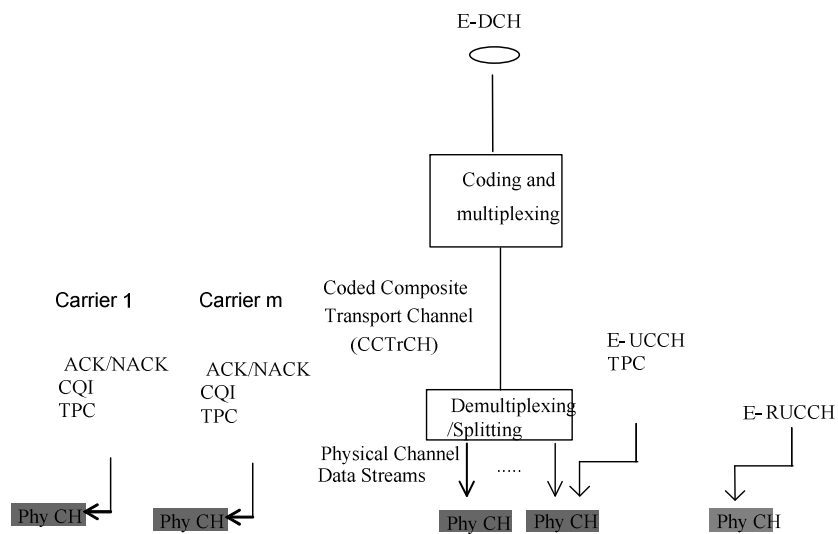 E-DCH
Coding and
multiplexing
Carrier 1
Carrier m
Coded Composite
Transport Channel
(CCTrCH)
ACK/NACK
CQI
TPC
ACK/NACK
CQI
TPC
E-UCCH
TPC
Demultiplexing
/Splitting
E-RUCCH
Physical Channel
Data Streams
.....
Phy CH
Phy CH
Phy CH
Phy CH
Phy CH